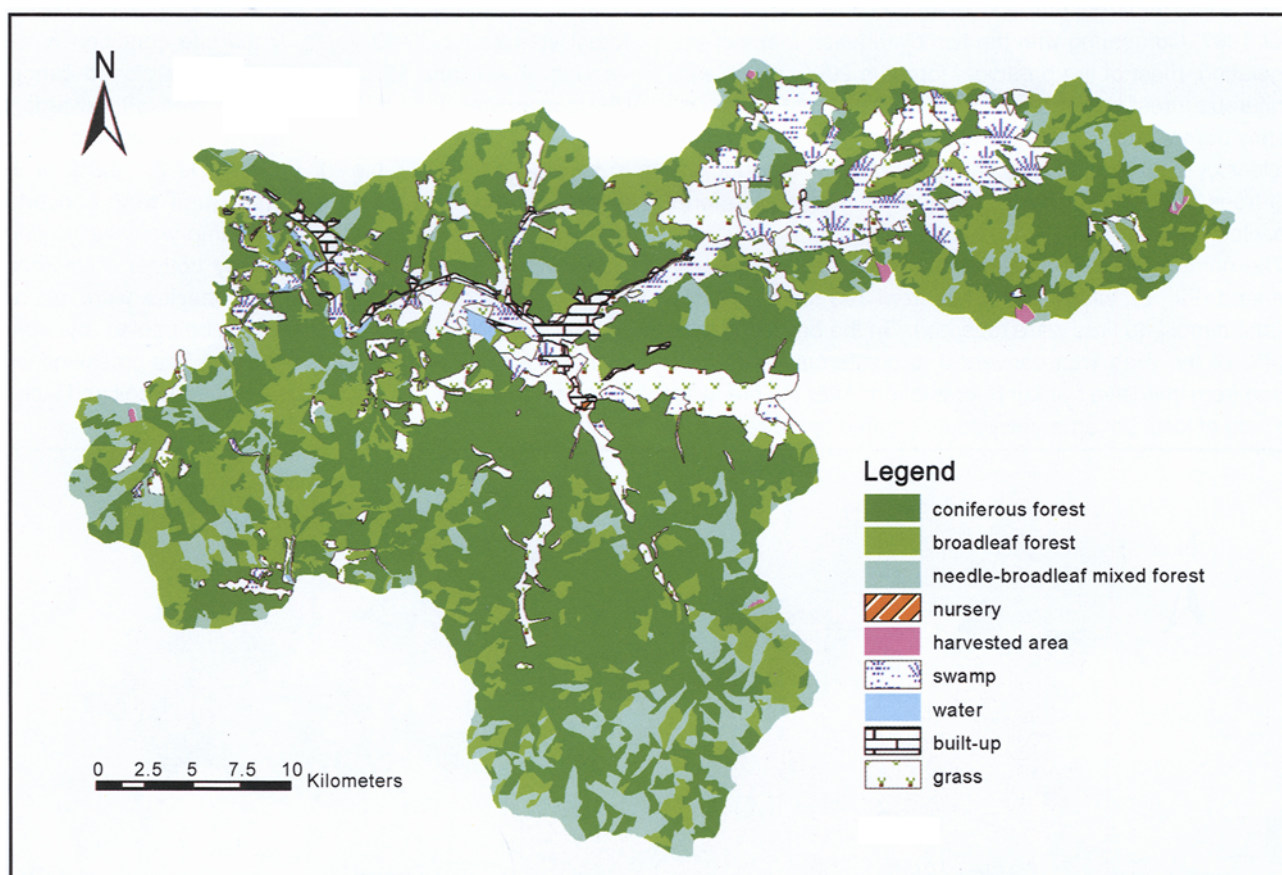 N
Legend
coniferous forest
broadleaf forest
needle-broadleaf mixed forest
nursery
harvested area
swamp
water
built-up
grass
0 2.5 5 7.5 10 Kilometers